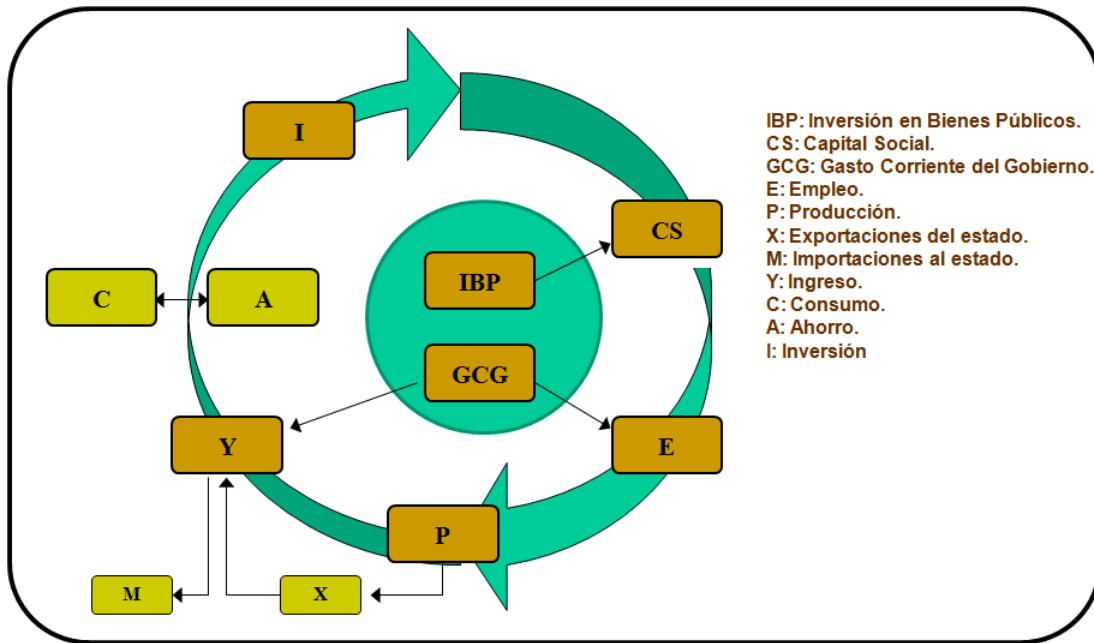 I
CS
IBP
C
A
GCG
Y
E
P
M
X
IBP: Inversión en Bienes Públicos.
CS: Capital Social.
GCG: Gasto Corriente del Gobierno.
E: Empleo.
P: Producción.
X: Exportaciones del estado.
M: Importaciones al estado.
Y: Ingreso.
C: Consumo.
A: Ahorro.
I: Inversión